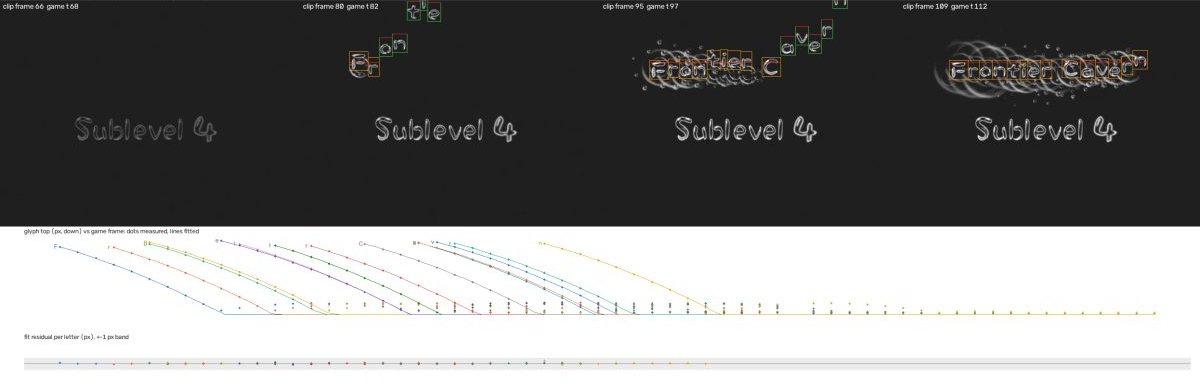 clip frame 66 game t 68
clip frame 80 game t 82
clip frame 95 game t 97
clip frame 109 game t 112
t e
F r o n
Frontier C a v e r n
Frontier Cavern
Sublevel 4
Sublevel 4
Sublevel 4
Sublevel 4
glyph top (px, down) vs game frame: dots measured, lines fitted
F r e i t r C v r n
fit residual per letter (px), +-1 px band